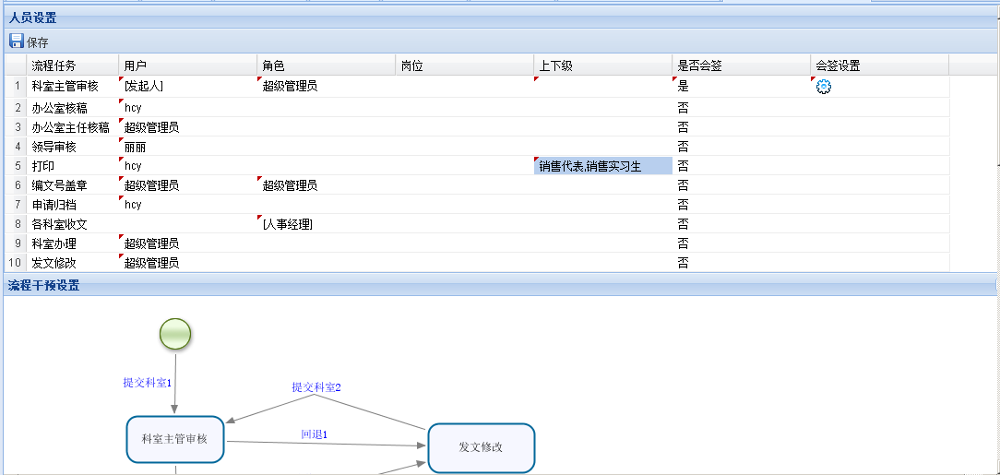 人员设置
保存
流程任务 用户 角色 岗位 上下级 是否会签 会签设置
1 科室主管审核 [发起人] 超级管理员 是
2 办公室核稿 hcy 否
3 办公室主任核稿 超级管理员 否
4 领导审核 丽丽 否
5 打印 hcy 销售代表,销售实习生 否
6 编文号盖章 超级管理员 超级管理员 否
7 申请归档 hcy 否
8 各科室收文 [人事经理] 否
9 科室办理 超级管理员 否
10 发文修改 超级管理员 否
流程干预设置
提交科室1
提交科室2
科室主管审核
回退1
发文修改